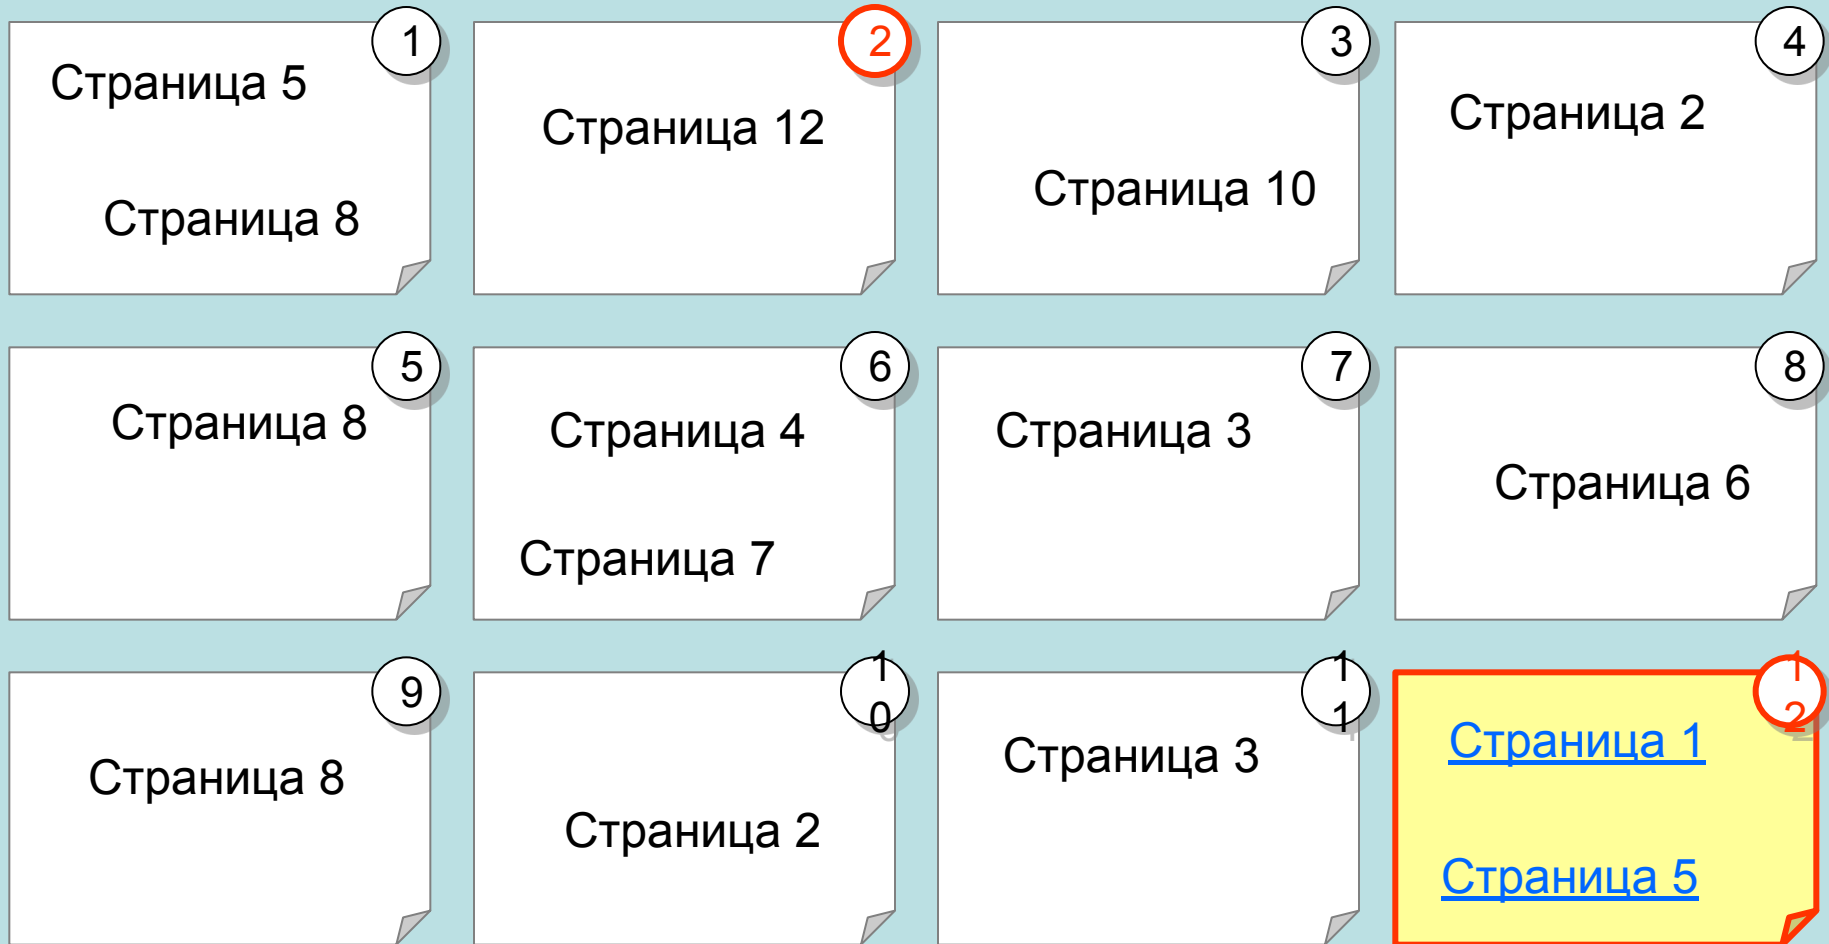 1
Страница 5
Страница 8
2
Страница 12
3
Страница 10
4
Страница 2
5
Страница 8
6
Страница 4
Страница 7
7
Страница 3
8
Страница 6
9
Страница 8
10
Страница 2
11
Страница 3
12
Страница 1
Страница 5